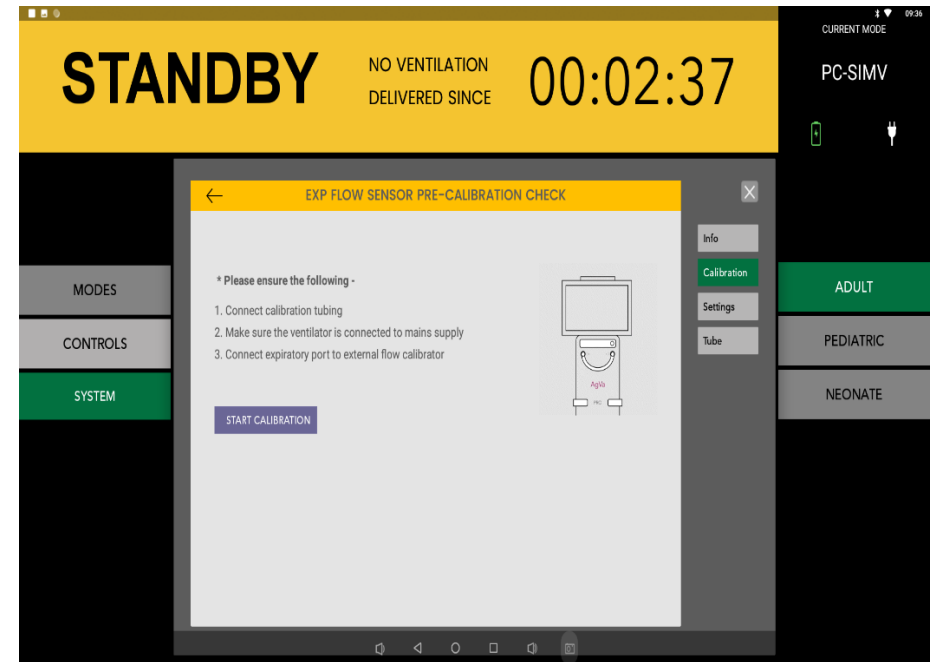 09:36
CURRENT MODE
STANDBY
NO VENTILATION
DELIVERED SINCE
00:02:37
PC-SIMV
EXP FLOW SENSOR PRE-CALIBRATION CHECK
X
Info
Calibration
Settings
Tube
* Please ensure the following -
1. Connect calibration tubing
2. Make sure the ventilator is connected to mains supply
3. Connect expiratory port to external flow calibrator
AgVa
PRO
START CALIBRATION
MODES
CONTROLS
SYSTEM
ADULT
PEDIATRIC
NEONATE